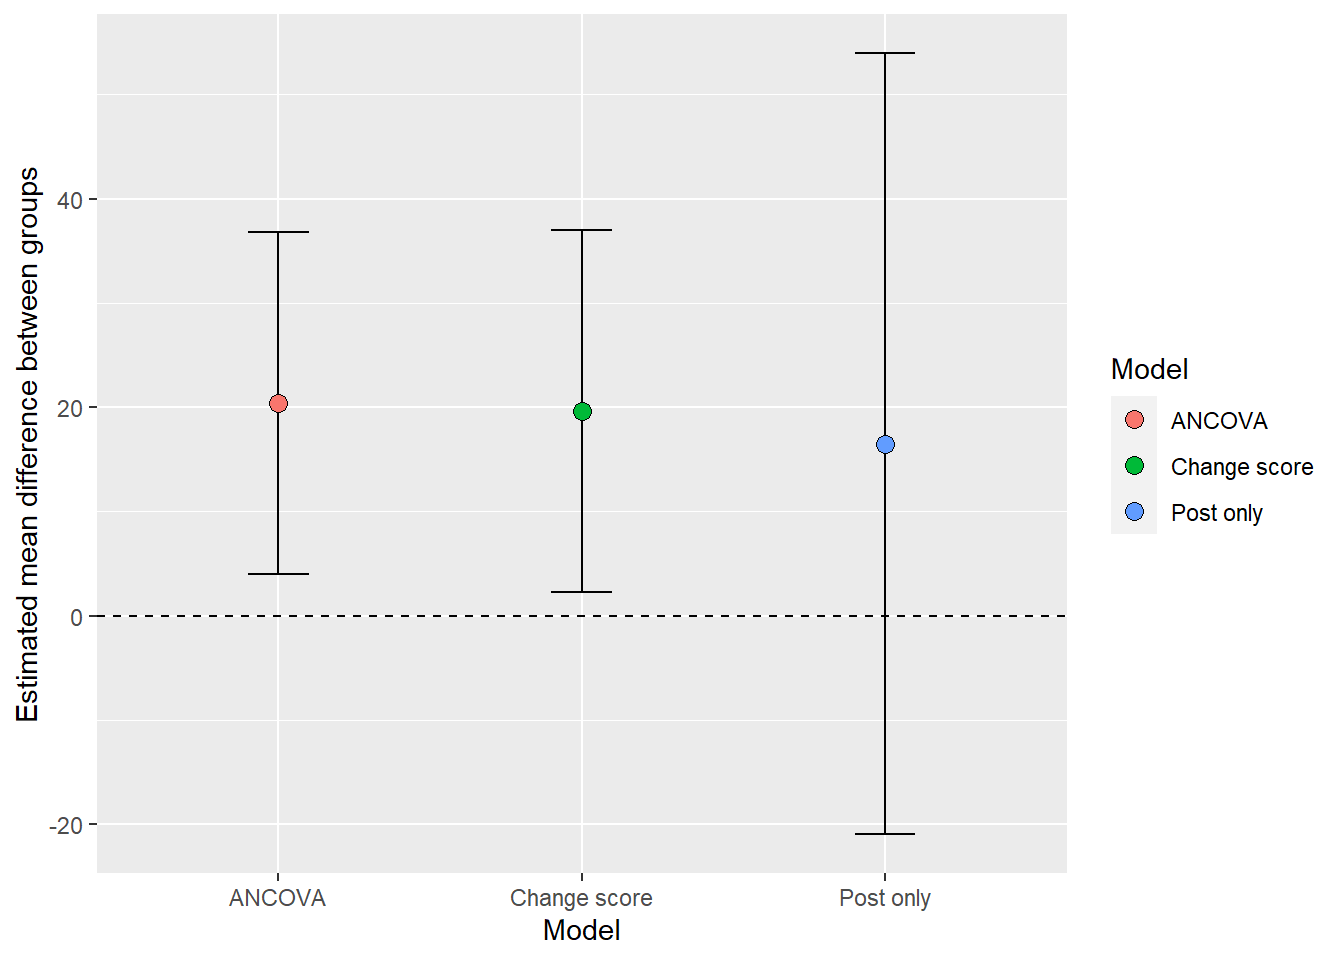 Estimated mean difference between groups
40
20
0
-20
ANCOVA
Change score
Post only
Model
Model
ANCOVA
Change score
Post only